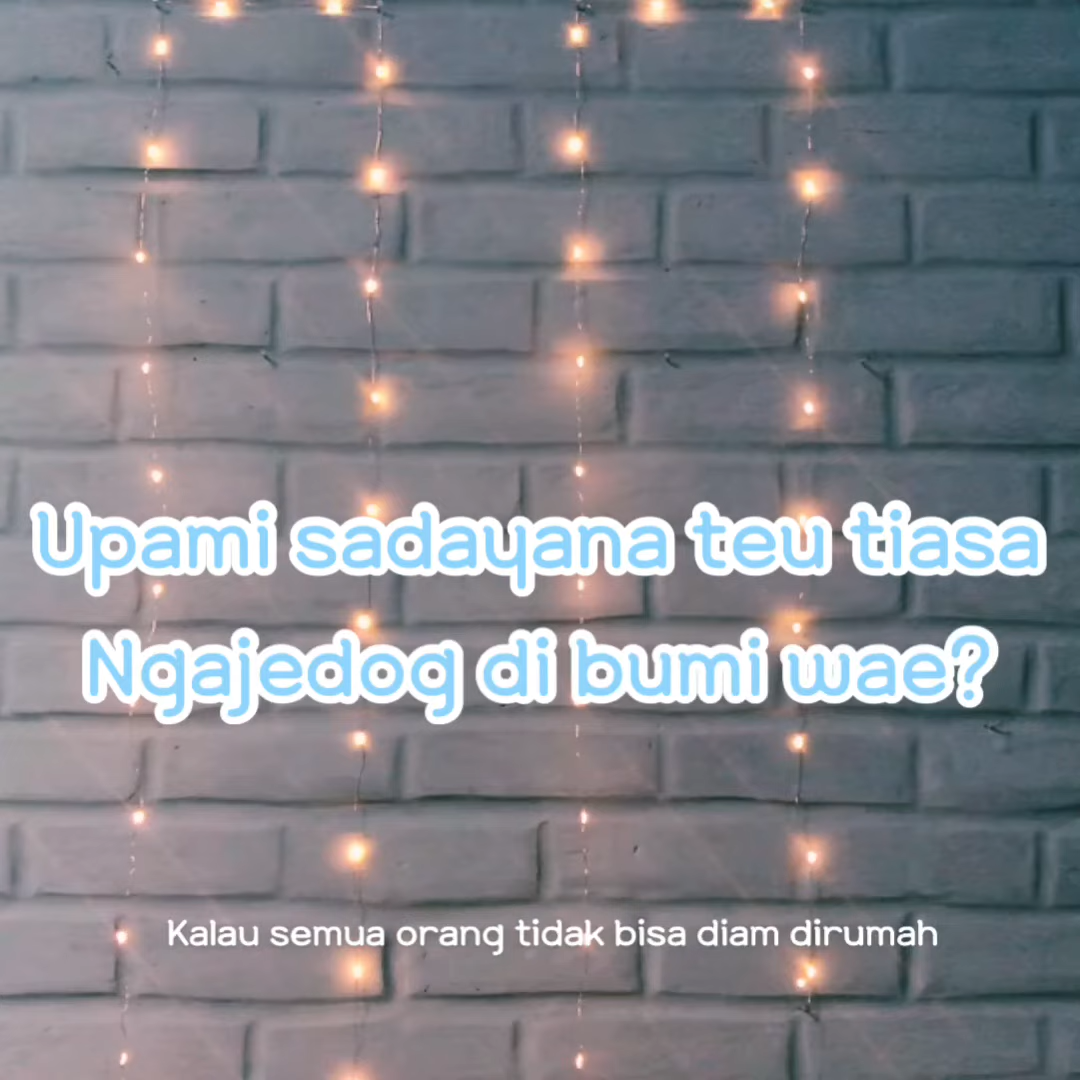 Upami sadayana teu tiasa
Ngajedog di bumi wae?
Kalau semua orang tidak bisa diam dirumah